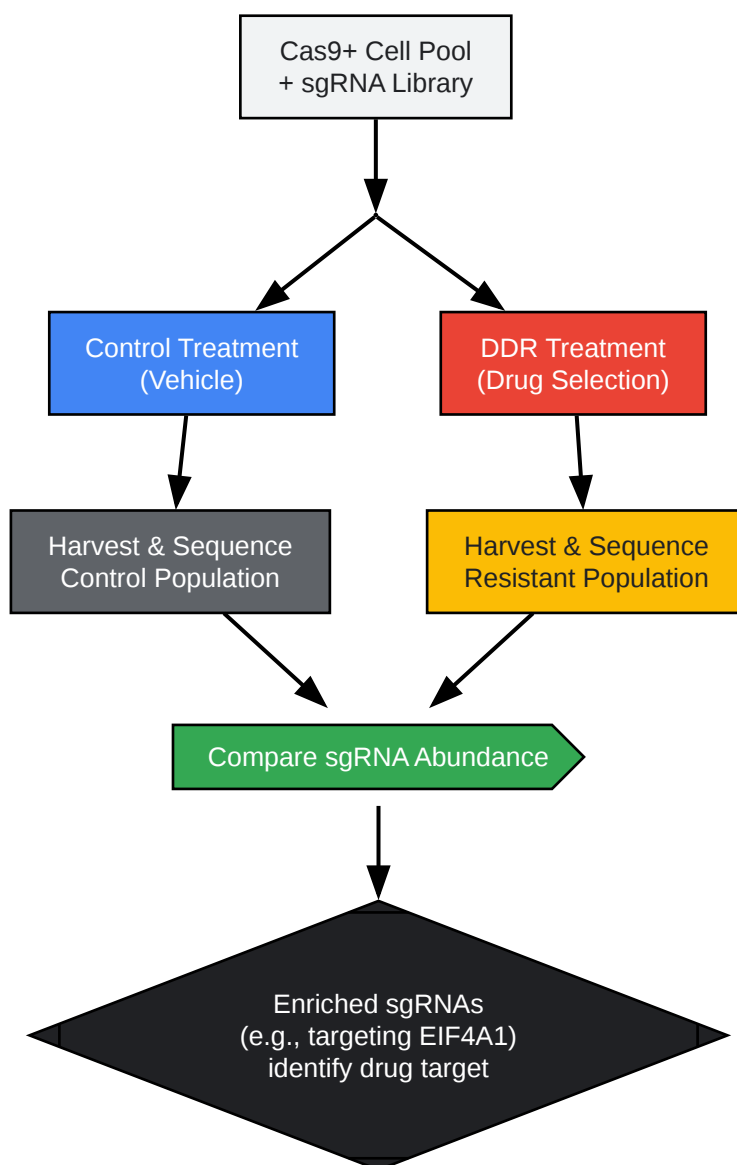 Cas9+ Cell Pool
+ sgRNA Library
Control Treatment
(Vehicle)
DDR Treatment
(Drug Selection)
Harvest & Sequence
Control Population
Harvest & Sequence
Resistant Population
Compare sgRNA Abundance
Enriched sgRNAs
(e.g., targeting EIF4A1)
identify drug target